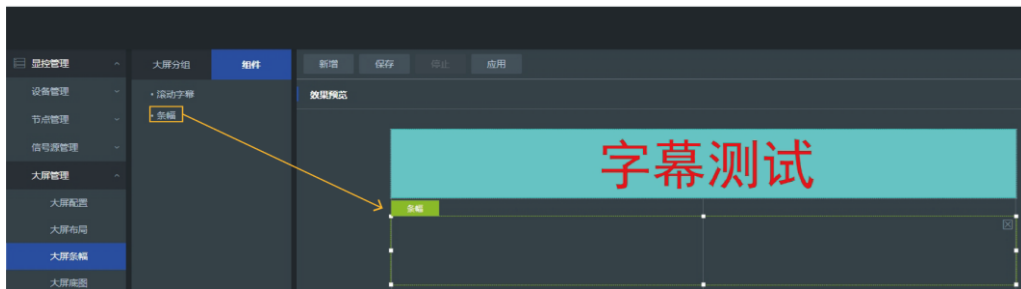 显控管理
大屏分组
组件
新增
保存
停止
应用
设备管理
滚动字幕
效果预览
节点管理
条幅
信号源管理
字幕测试
大屏管理
大屏配置
条幅
大屏布局
大屏条幅
大屏底图